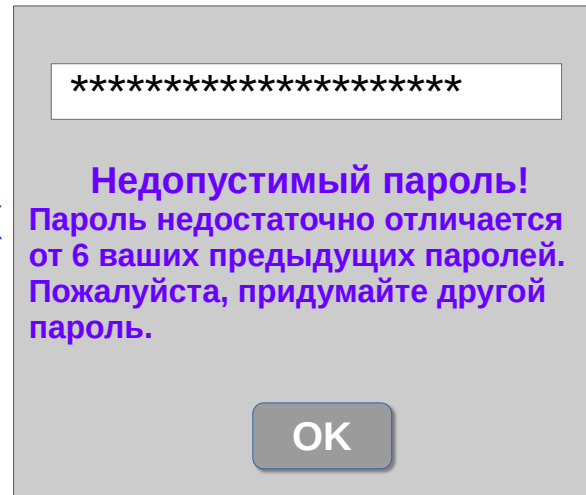 *********************
Недопустимый пароль!
Пароль недостаточно отличается
от 6 ваших предыдущих паролей.
Пожалуйста, придумайте другой
пароль.
OK